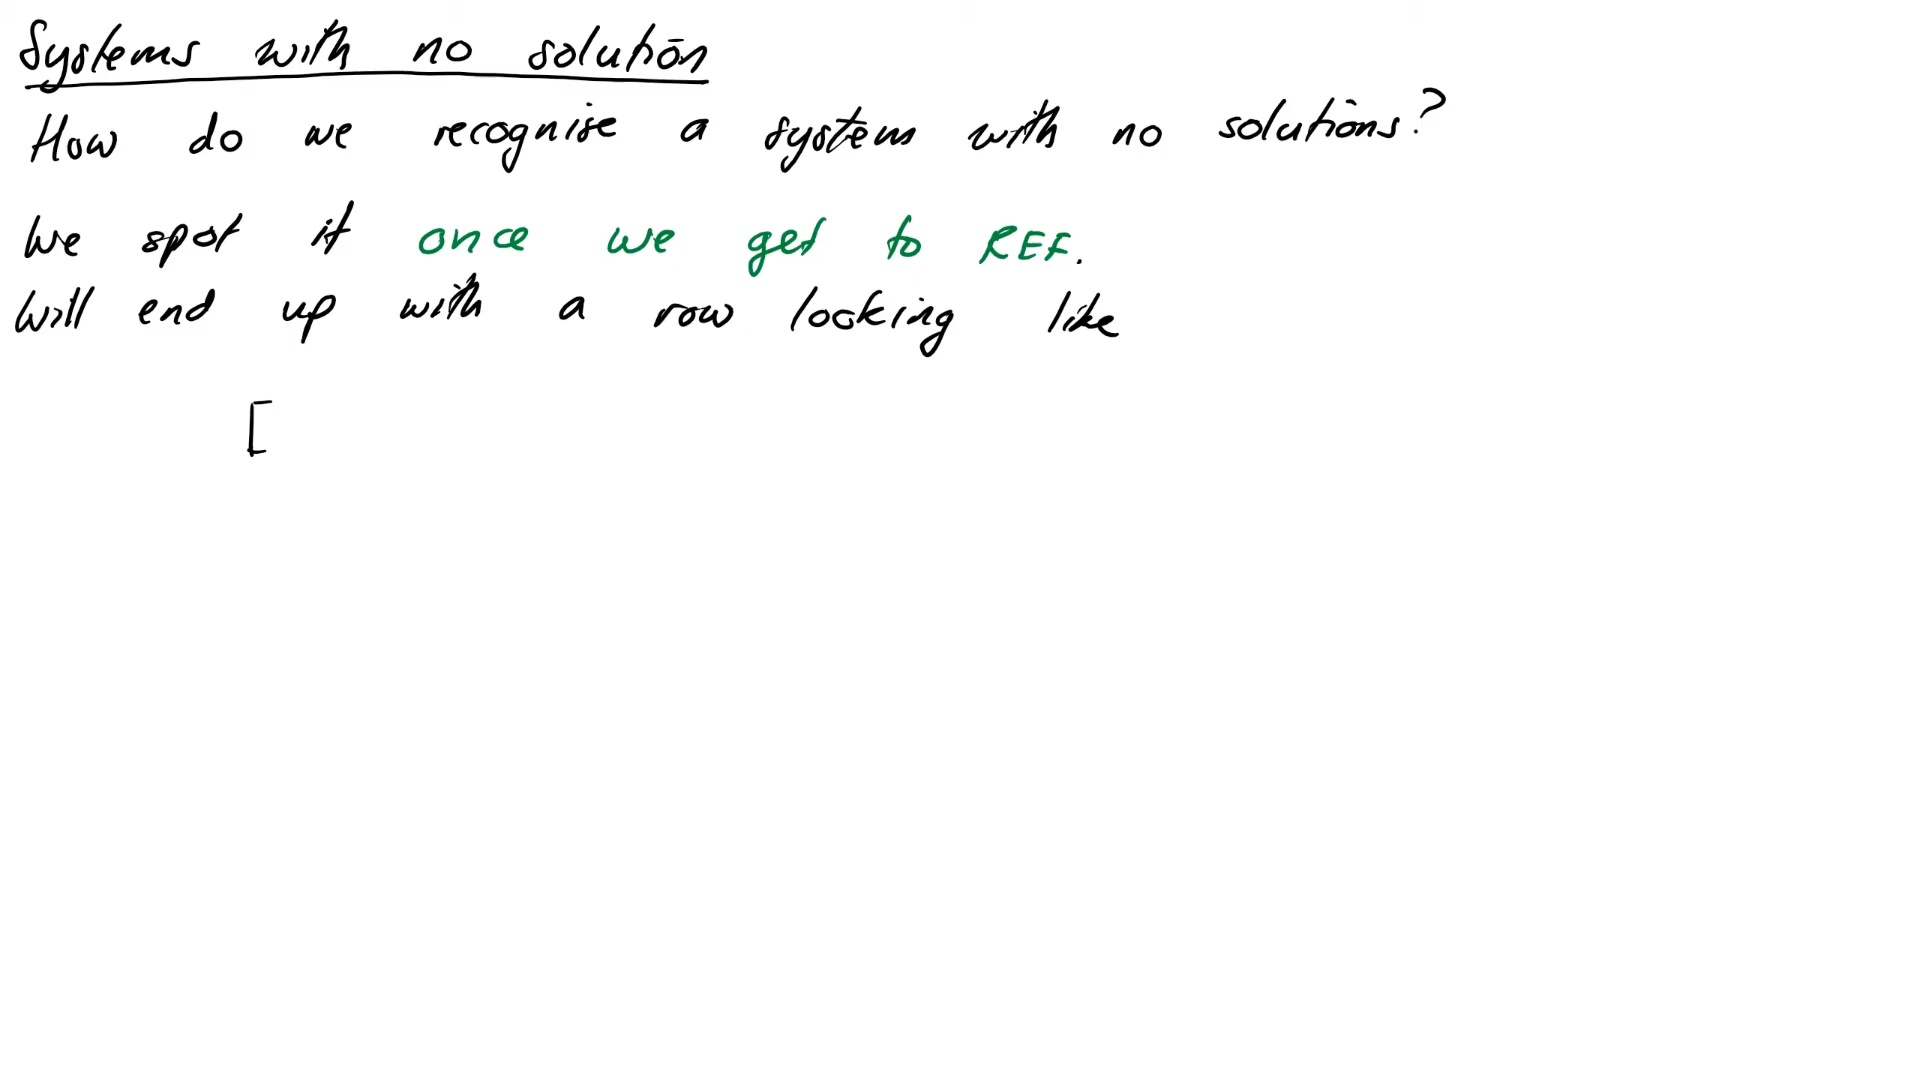 Systems with no solution
How do we recognise a system with no solutions?
We spot it once we get to REF.
Will end up with a row looking like
[